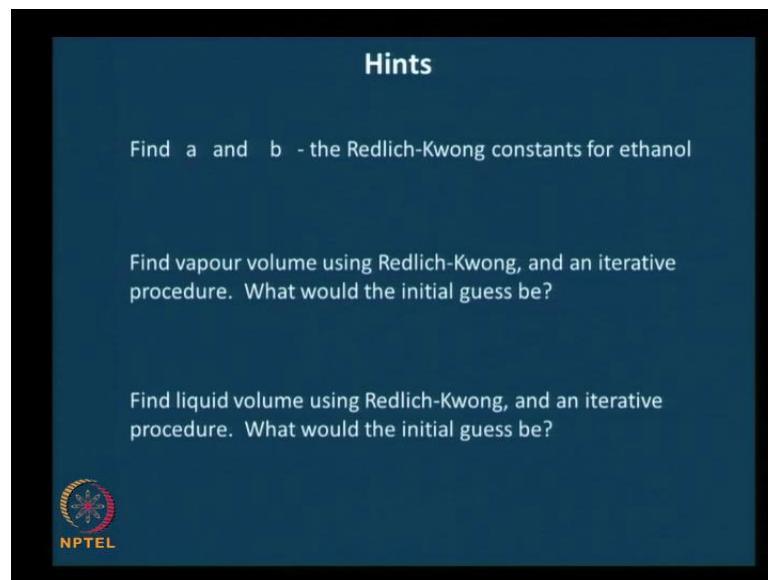 Hints
Find a and b - the Redlich-Kwong constants for ethanol
Find vapour volume using Redlich-Kwong, and an iterative
procedure. What would the initial guess be?
Find liquid volume using Redlich-Kwong, and an iterative
procedure. What would the initial guess be?
NPTEL